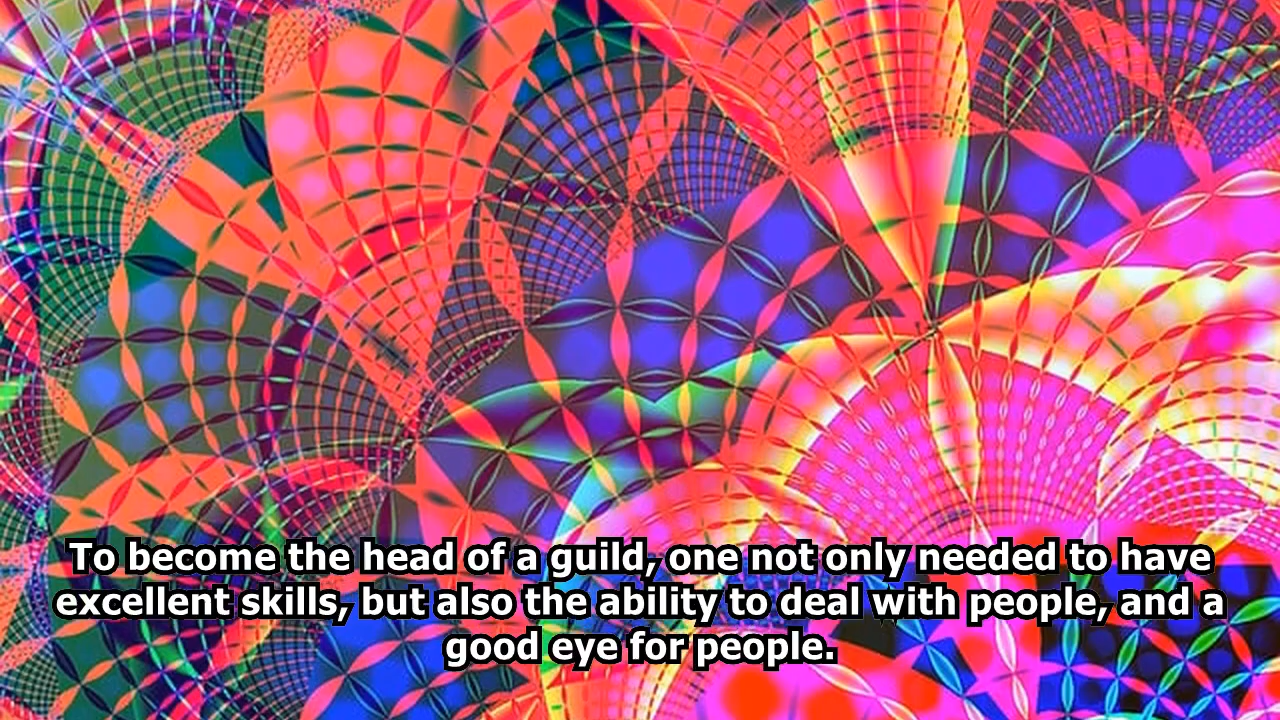 To become the head of a guild, one not only needed to have
excellent skills, but also the ability to deal with people, and a
good eye for people.